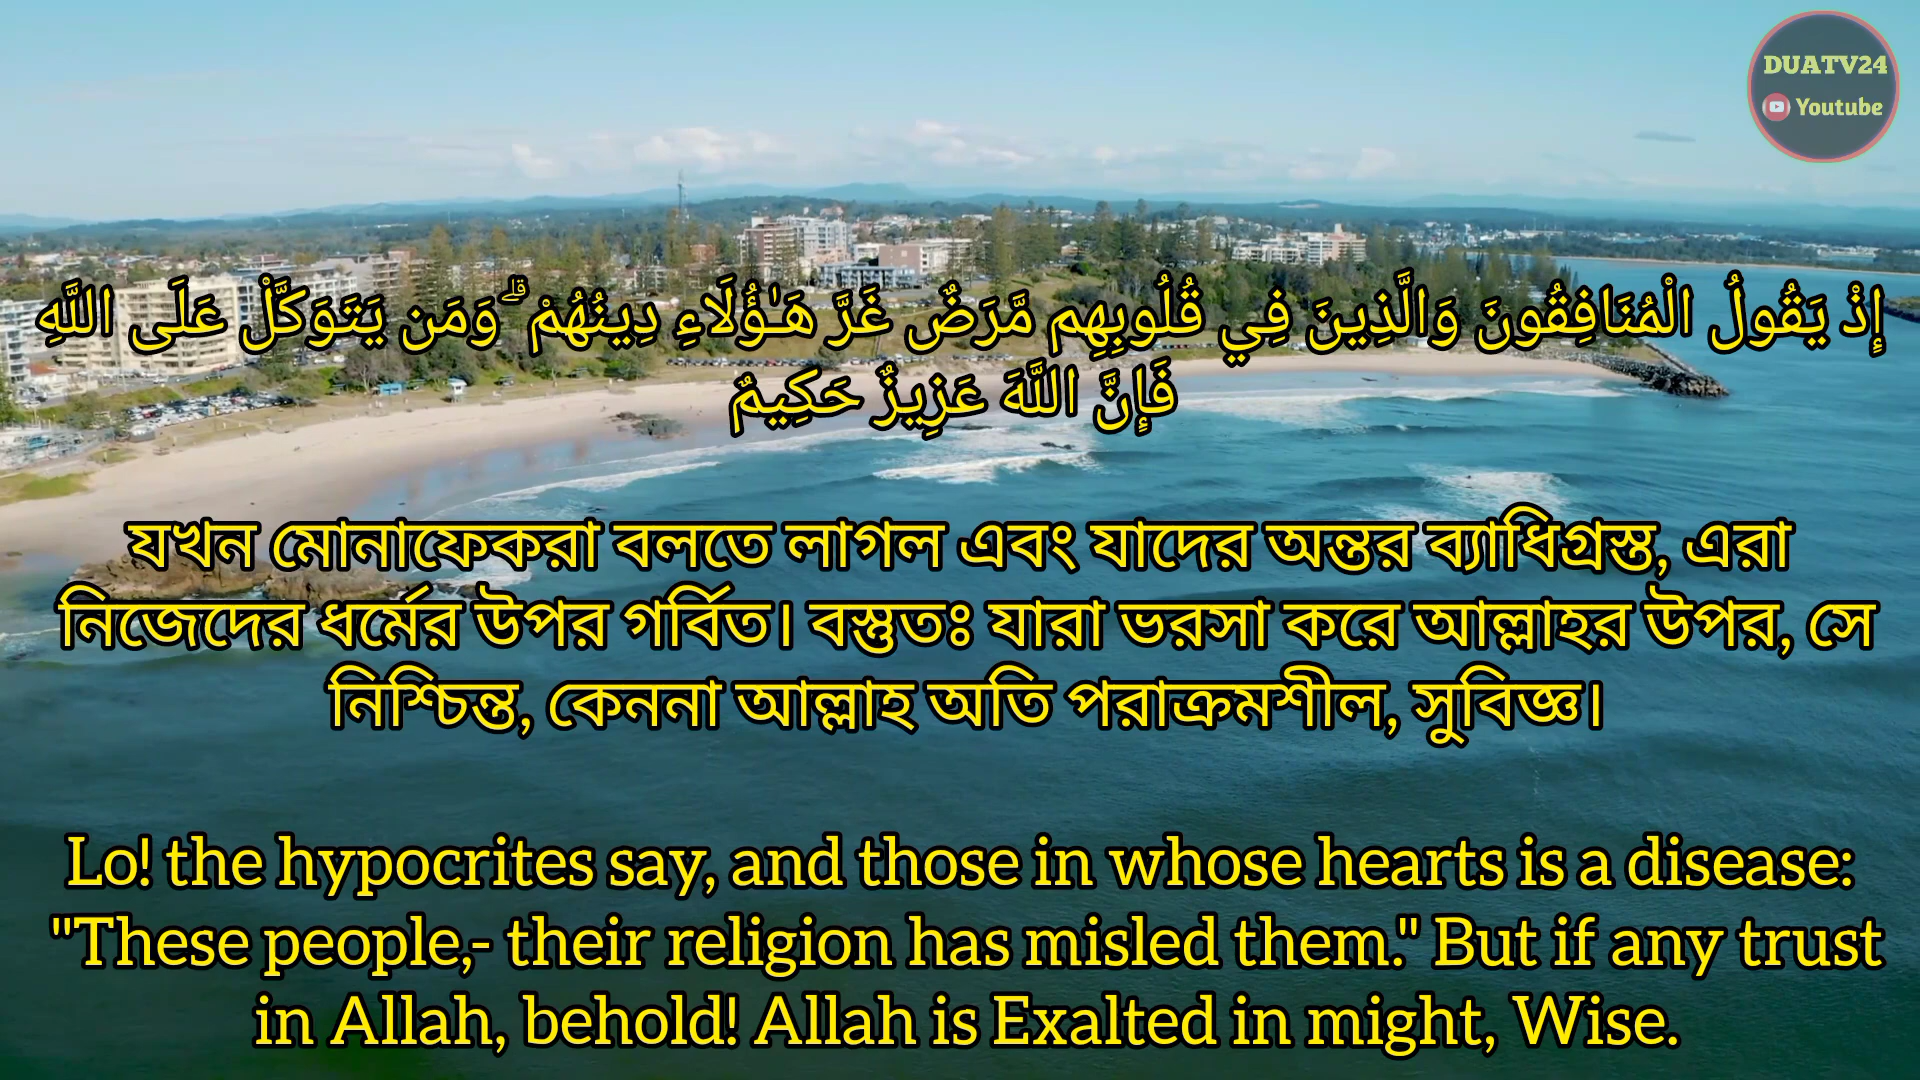 DUATV24
Youtube
إِذْ يَقُولُ الْمُنَافِقُونَ وَالَّذِينَ فِي قُلُوبِهِم مَّرَضٌ غَرَّ هَـٰؤُلَاءِ دِينُهُمْ ۗ وَمَن يَتَوَكَّلْ عَلَى اللَّهِ
فَإِنَّ اللَّهَ عَزِيزٌ حَكِيمٌ
যখন মোনাফেকরা বলতে লাগল এবং যাদের অন্তর ব্যাধিগ্রস্ত, এরা
নিজেদের ধর্মের উপর গর্বিত। বস্তুতঃ যারা ভরসা করে আল্লাহর উপর, সে
নিশ্চিন্ত, কেননা আল্লাহ অতি পরাক্রমশীল, সুবিজ্ঞ।
Lo! the hypocrites say, and those in whose hearts is a disease:
"These people,- their religion has misled them." But if any trust
in Allah, behold! Allah is Exalted in might, Wise.